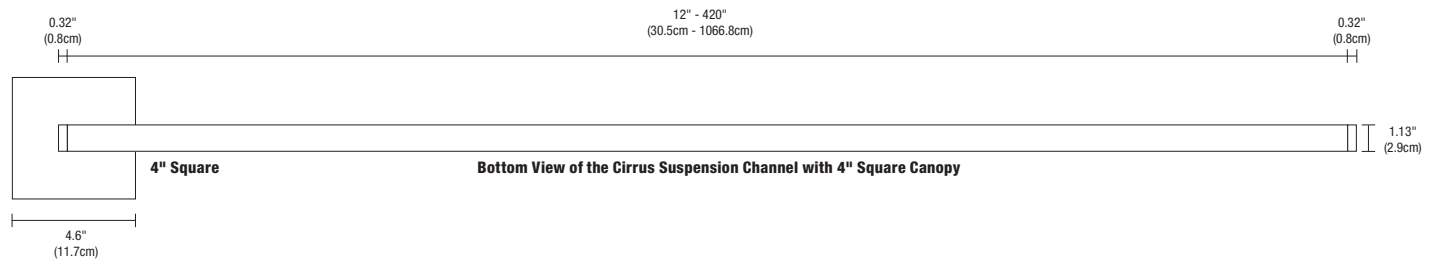 0.32"
(0.8cm)
12" - 420"
(30.5cm - 1066.8cm)
0.32"
(0.8cm)
1.13"
(2.9cm)
4" Square
Bottom View of the Cirrus Suspension Channel with 4" Square Canopy
4.6"
(11.7cm)